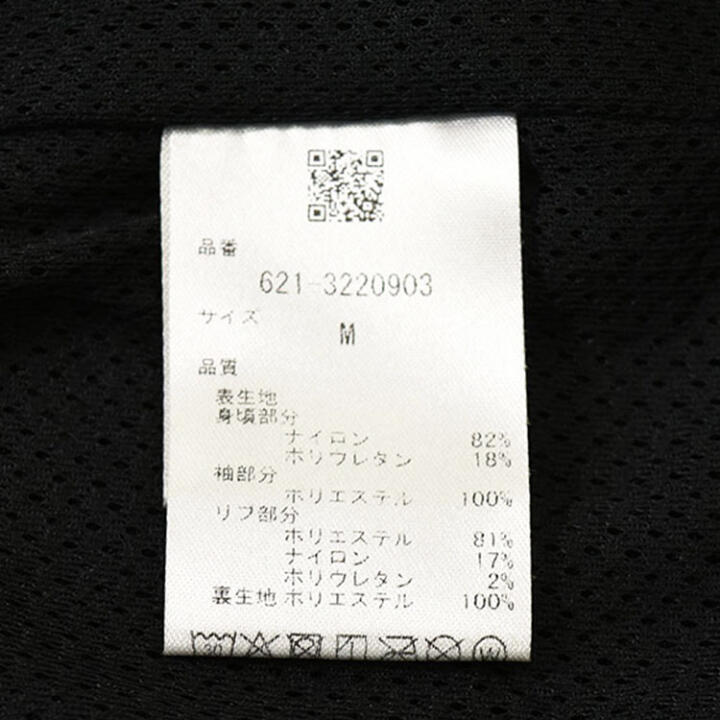 品番
621-3220903
サイズ
M
品質
表生地
身頃部分
ナイロン 82%
ポリウレタン 18%
袖部分
ポリエステル 100%
リブ部分
ポリエステル 81%
ナイロン 17%
ポリウレタン 2%
裏生地 ポリエステル 100%
30
W